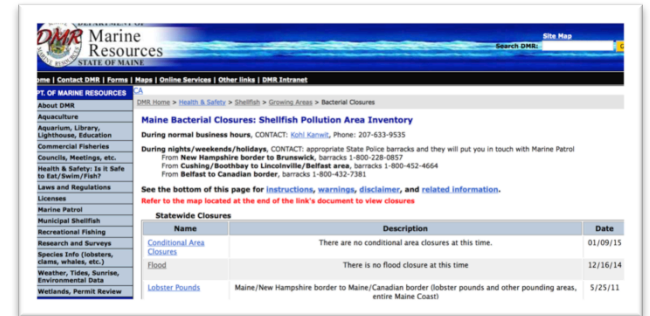 DEPARTMENT OF
DMR Marine
Resources
STATE OF MAINE
Site Map
Search DMR:
ome | Contact DMR | Forms | Maps | Online Services | Other links | DMR Intranet
PT. OF MARINE RESOURCES
About DMR
Aquaculture
Aquarium, Library,
Lighthouse, Education
Commercial Fisheries
Councils, Meetings, etc.
Health & Safety: Is it Safe
to Eat/Swim/Fish?
Laws and Regulations
Licenses
Marine Patrol
Municipal Shellfish
Recreational Fishing
Research and Surveys
Species Info (lobsters,
clams, whales, etc.)
Weather, Tides, Sunrise,
Environmental Data
Wetlands, Permit Review
CA
DMR Home > Health & Safety > Shellfish > Growing Areas > Bacterial Closures
Maine Bacterial Closures: Shellfish Pollution Area Inventory
During normal business hours, CONTACT: Kohl Kanwit, Phone: 207-633-9535
During nights/weekends/holidays, CONTACT: appropriate State Police barracks and they will put you in touch with Marine Patrol
From New Hampshire border to Brunswick, barracks 1-800-228-0857
From Cushing/Boothbay to Lincolnville/Belfast area, barracks 1-800-452-4664
From Belfast to Canadian border, barracks 1-800-432-7381
See the bottom of this page for instructions, warnings, disclaimer, and related information.
Refer to the map located at the end of the link's document to view closures
Statewide Closures
Name Description Date
Conditional Area There are no conditional area closures at this time. 01/09/15
Closures
Flood There is no flood closure at this time 12/16/14
Lobster Pounds Maine/New Hampshire border to Maine/Canadian border (lobster pounds and other pounding areas, 5/25/11
entire Maine Coast)